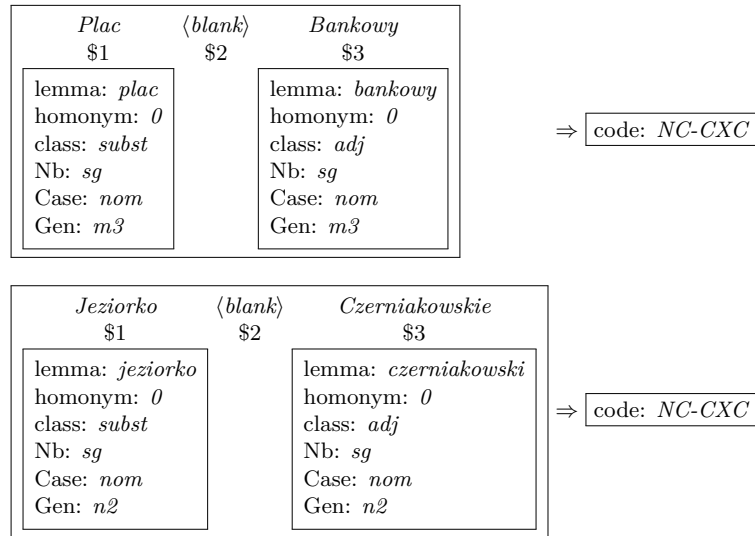 Plac ⟨blank⟩ Bankowy
$1 $2 $3
lemma: plac lemma: bankowy
homonym: 0 homonym: 0
class: subst class: adj ⇒ code: NC-CXC
Nb: sg Nb: sg
Case: nom Case: nom
Gen: m3 Gen: m3
Jeziorko ⟨blank⟩ Czerniakowskie
$1 $2 $3
lemma: jeziorko lemma: czerniakowski
homonym: 0 homonym: 0
class: subst class: adj ⇒ code: NC-CXC
Nb: sg Nb: sg
Case: nom Case: nom
Gen: n2 Gen: n2